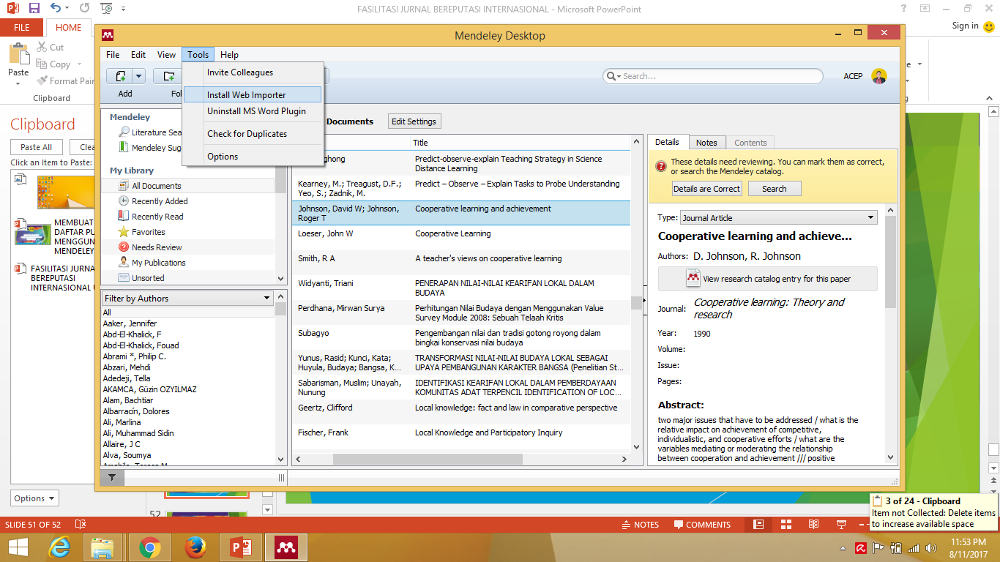 FASILITASI JURNAL BEREPUTASI INTERNASIONAL - Microsoft PowerPoint
FILE
HOME
Sign in
Cut
Copy
Format Pain
Paste
Clipboard
Clipboard
Paste All
Clea
Click an Item to Paste:
MEMBUAT
DAFTAR PU
MENGGUN
MENDELEY
FASILITASI JURNA
BEREPUTASI
INTERNASIONAL
Options
Mendeley Desktop
File Edit View Tools Help
Add
Fol
Invite Colleagues
Install Web Importer
Uninstall MS Word Plugin
Check for Duplicates
Options
Search...
ACEP
Mendeley
Literature Sea
Mendeley Sug
My Library
All Documents
Recently Added
Recently Read
Favorites
Needs Review
My Publications
Unsorted
Filter by Authors
All
Aaker, Jennifer
Abd-El-Khalick, F
Abd-El-Khalick, Fouad
Abrami *, Philip C.
Abzari, Mehdi
Adedeji, Tella
AKAMCA, Güzin OZYILMAZ
Alam, Bachtiar
Albarracín, Dolores
Ali, Marlina
Ali, Muhammad Sidin
Allaire, J C
Alva, Soumya
Documents
Edit Settings
Title
ghong
Predict-observe-explain Teaching Strategy in Science
Distance Learning
Kearney, M.; Treagust, D.F.;
Yeo, S.; Zadnik, M.
Predict – Observe – Explain Tasks to Probe Understanding
Johnson, David W; Johnson,
Roger T
Cooperative learning and achievement
Loeser, John W
Cooperative Learning
Smith, R A
A teacher's views on cooperative learning
Widyanti, Triani
PENERAPAN NILAI-NILAI KEARIFAN LOKAL DALAM
BUDAYA
Perdhana, Mirwan Surya
Perhitungan Nilai Budaya dengan Menggunakan Value
Survey Module 2008: Sebuah Telaah Kritis
Subagyo
Pengembangan nilai dan tradisi gotong royong dalam
bingkai konservasi nilai budaya
Yunus, Rasid; Kunci, Kata;
Huyula, Budaya; Bangsa, K...
TRANSFORMASI NILAI-NILAI BUDAYA LOKAL SEBAGAI
UPAYA PEMBANGUNAN KARAKTER BANGSA (Penelitian St...
Sabarisman, Muslim; Unayah,
Nunung
IDENTIFIKASI KEARIFAN LOKAL DALAM PEMBERDAYAAN
KOMUNITAS ADAT TERPENCIL IDENTIFICATION OF LOC...
Geertz, Clifford
Local knowledge: fact and law in comparative perspective
Fischer, Frank
Local Knowledge and Participatory Inquiry
Details Notes Contents
These details need reviewing. You can mark them as correct,
or search the Mendeley catalog.
Details are Correct
Search
Type: Journal Article
Cooperative learning and achieve...
Authors: D. Johnson, R. Johnson
View research catalog entry for this paper
Journal: Cooperative learning: Theory and
research
Year: 1990
Volume:
Issue:
Pages:
Abstract:
two major issues that have to be addressed / what is the
relative impact on achievement of competitive,
individualistic, and cooperative efforts / what are the
variables mediating or moderating the relationship
between cooperation and achievement /// positive
52
3 of 24 - Clipboard
Item not Collected: Delete items
to increase available space
SLIDE 51 OF 52
NOTES
COMMENTS
11:53 PM
8/11/2017